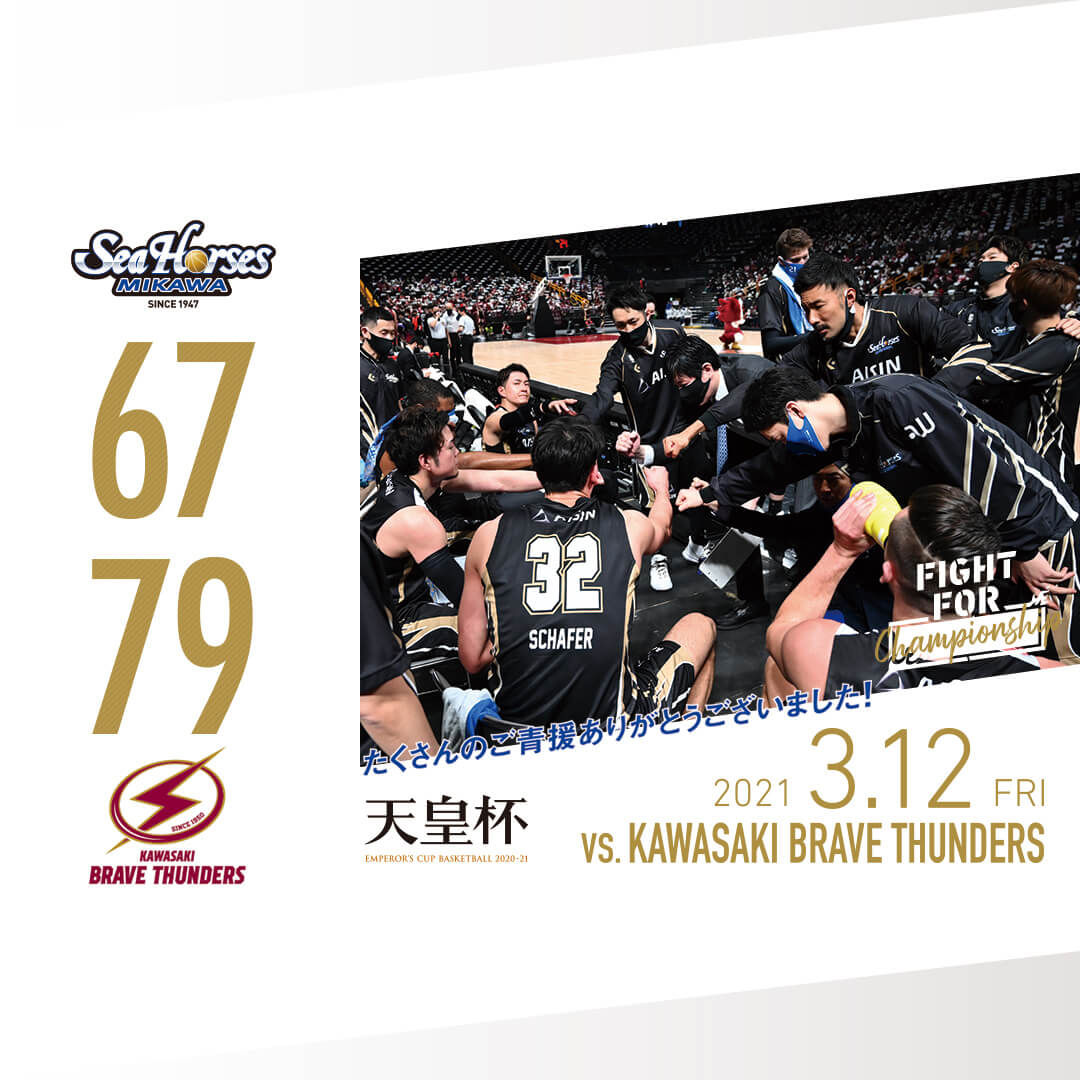 SeaHorses
MIKAWA
SINCE 1947
67
79
SINCE 1950
KAWASAKI
BRAVE THUNDERS
AISIN
SeaHorses
AISIN
AISIN
32
SCHAFER
FIGHT
FOR
Championship
たくさんのご青援ありがとうございました!
天皇杯
EMPEROR'S CUP BASKETBALL 2020-21
2021 3.12 FRI
vs. KAWASAKI BRAVE THUNDERS